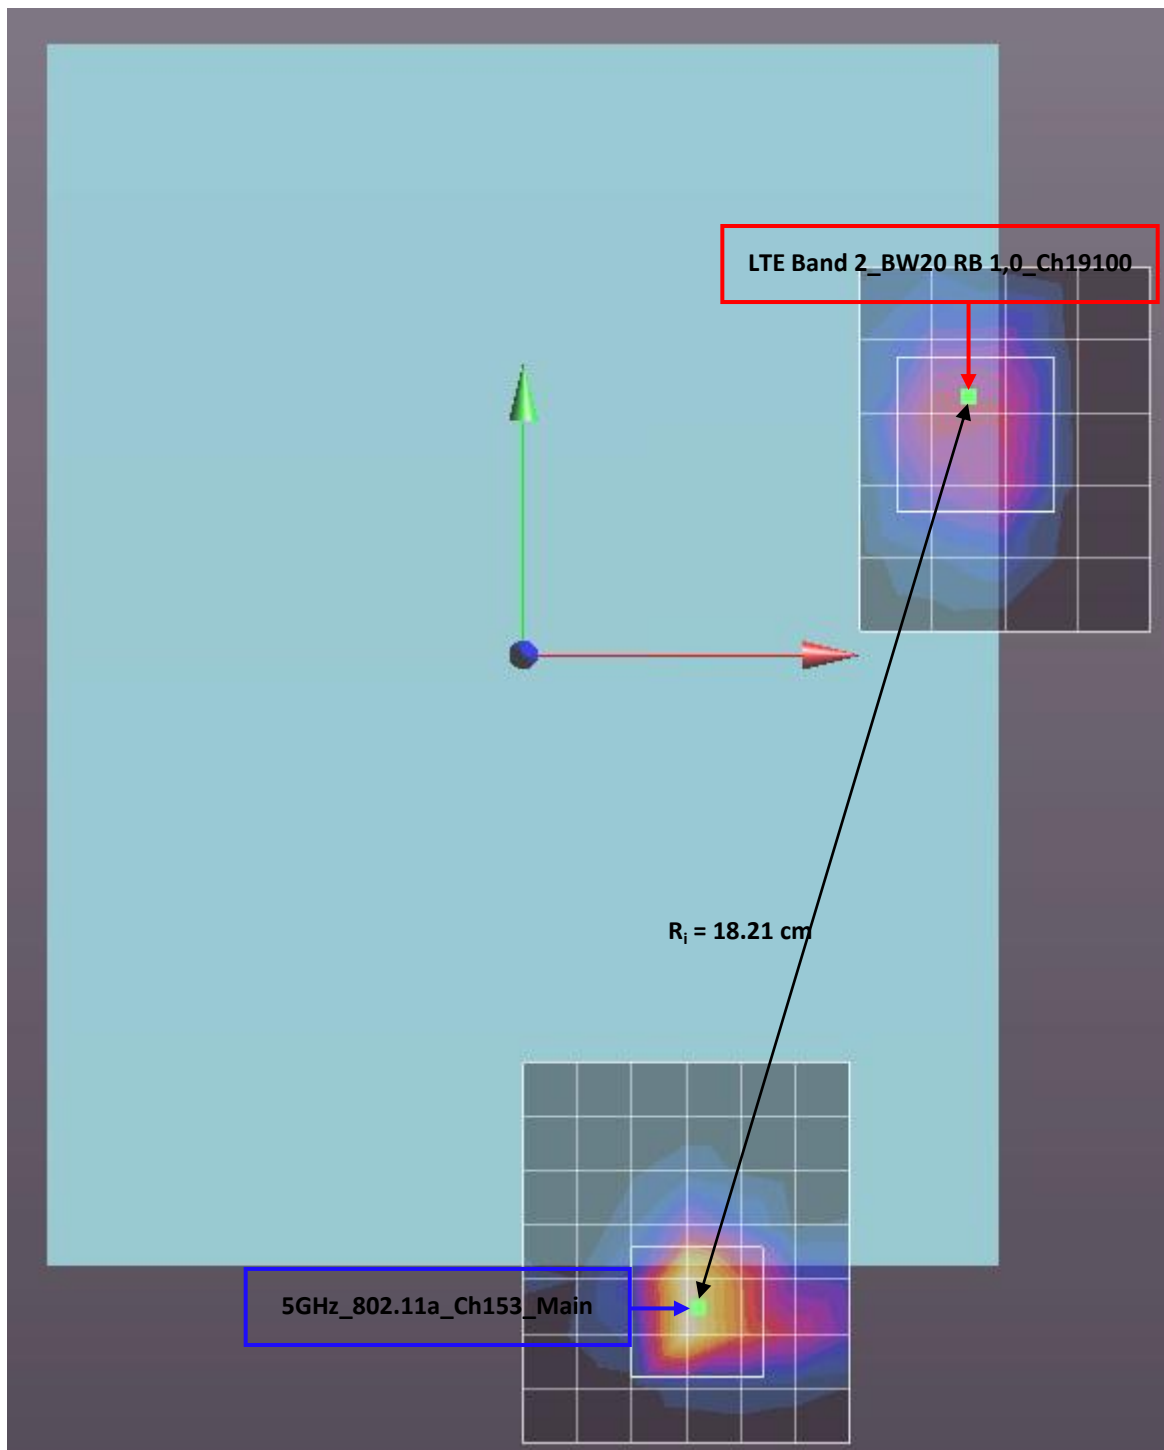 LTE Band 2_BW20 RB 1,0_Ch19100
Rᵢ = 18.21 cm
5GHz_802.11a_Ch153_Main